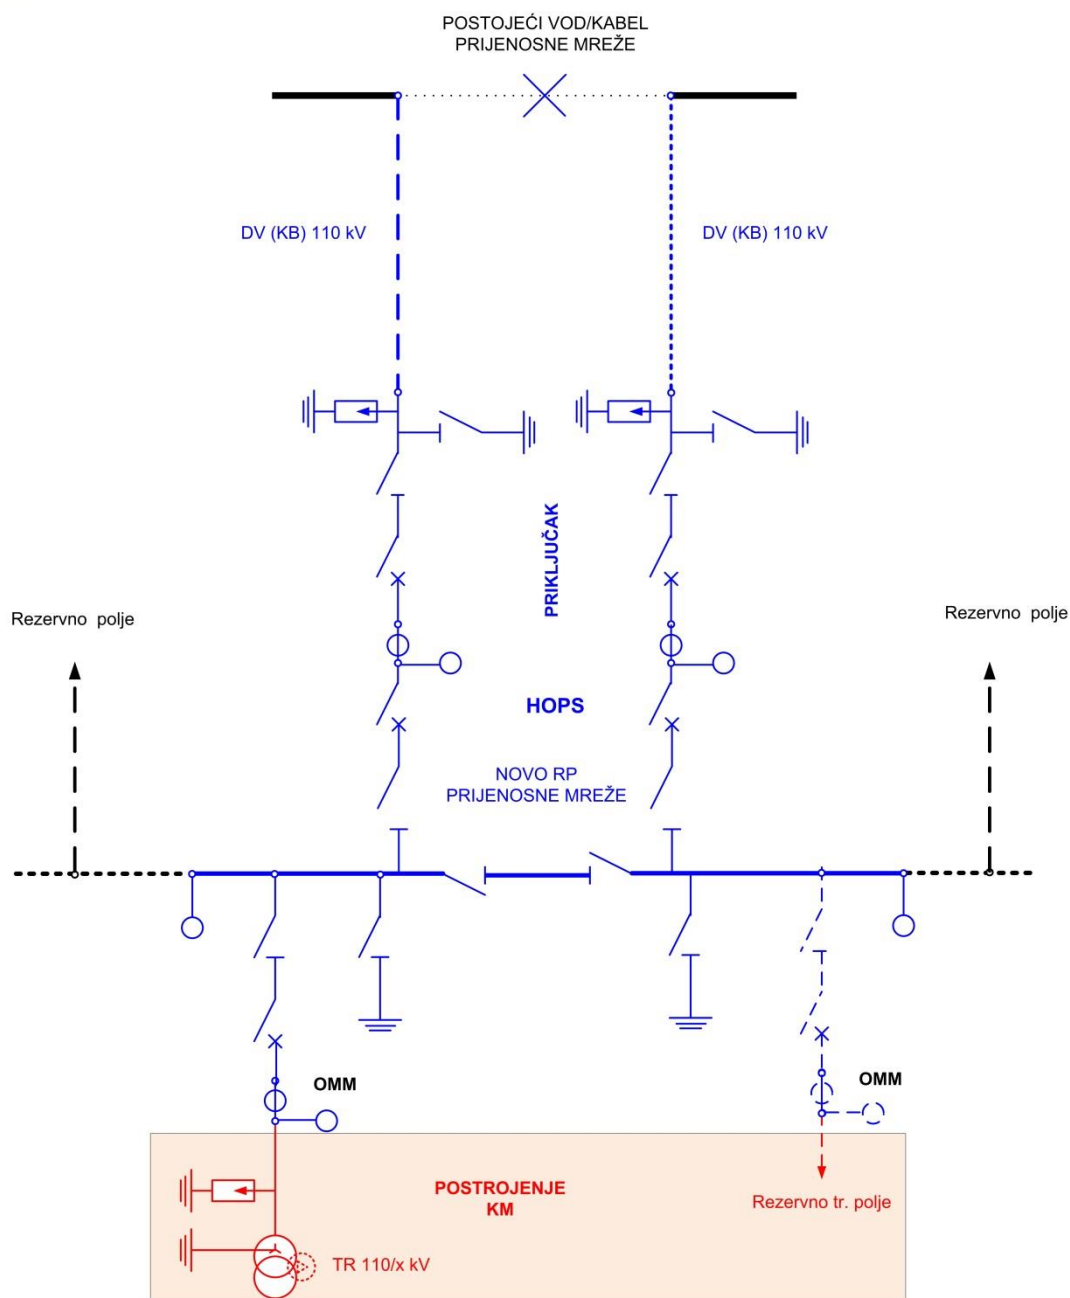 POSTOJEĆI VOD/KABEL
PRIJENOSNE MREŽE
DV (KB) 110 kV
DV (KB) 110 kV
PRIKLJUČAK
Rezervno polje
Rezervno polje
HOPS
NOVO RP
PRIJENOSNE MREŽE
OMM
OMM
POSTROJENJE
KM
Rezervno tr. polje
TR 110/x kV